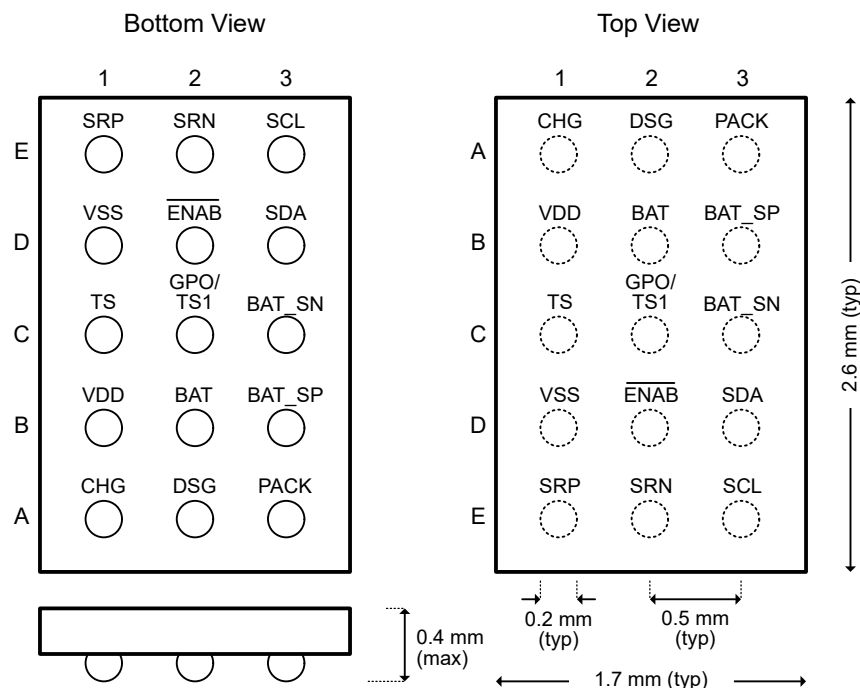 Bottom View
1 2 3
E
SRP SRN SCL
D
VSS ENAB SDA
C
TS GPO/
TS1 BAT_SN
B
VDD BAT BAT_SP
A
CHG DSG PACK
0.4 mm
(max)
Top View
1 2 3
A
CHG DSG PACK
B
VDD BAT BAT_SP
C
TS GPO/
TS1 BAT_SN
D
VSS ENAB SDA
E
SRP SRN SCL
2.6 mm (typ)
0.2 mm
(typ)
0.5 mm
(typ)
1.7 mm (typ)